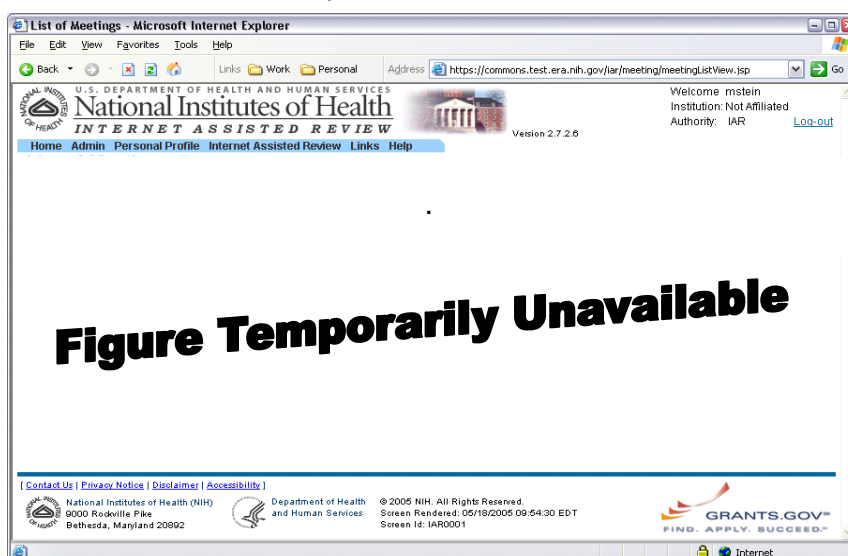 List of Meetings - Microsoft Internet Explorer
File Edit View Favorites Tools Help
Back Links Work Personal Address https://commons.test.era.nih.gov/iar/meeting/meetingListView.jsp Go
U.S. DEPARTMENT OF HEALTH AND HUMAN SERVICES
National Institutes of Health
INTERNET ASSISTED REVIEW
Version 2.7.2.6
Welcome mstein
Institution: Not Affiliated
Authority: IAR Log-out
Home Admin Personal Profile Internet Assisted Review Links Help
.
Figure Temporarily Unavailable
[ Contact Us | Privacy Notice | Disclaimer | Accessibility ]
National Institutes of Health (NIH)
9000 Rockville Pike
Bethesda, Maryland 20892
Department of Health
and Human Services
© 2005 NIH. All Rights Reserved.
Screen Rendered: 05/18/2005 09:54:30 EDT
Screen Id: IAR0001
GRANTS.GOV℠
FIND. APPLY. SUCCEED.℠
Internet